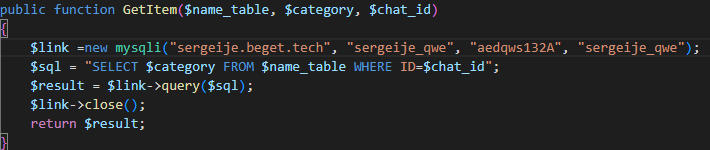 public function GetItem($name_table, $category, $chat_id)
{
$link =new mysqli("sergeije.beget.tech", "sergeije_qwe", "aedqws132A", "sergeije_qwe");
$sql = "SELECT $category FROM $name_table WHERE ID=$chat_id";
$result = $link->query($sql);
$link->close();
return $result;
}